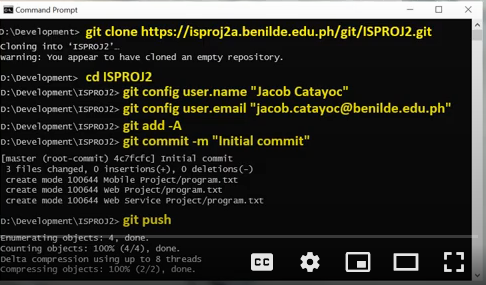 Command Prompt
D:\Development> git clone https://isproj2a.benilde.edu.ph/git/ISPROJ2.git
Cloning into 'ISPROJ2'...
warning: You appear to have cloned an empty repository.
D:\Development> cd ISPROJ2
D:\Development\ISPROJ2> git config user.name "Jacob Catayoc"
D:\Development\ISPROJ2> git config user.email "jacob.catayoc@benilde.edu.ph"
D:\Development\ISPROJ2> git add -A
D:\Development\ISPROJ2> git commit -m "Initial commit"
[master (root-commit) 4c7fcfc] Initial commit
3 files changed, 0 insertions(+), 0 deletions(-)
create mode 100644 Mobile Project/program.txt
create mode 100644 Web Project/program.txt
create mode 100644 Web Service Project/program.txt
D:\Development\ISPROJ2> git push
Enumerating objects: 4, done.
Counting objects: 100% (4/4), done.
Delta compression using up to 8 threads
Compressing objects: 100% (2/2), done.
CC